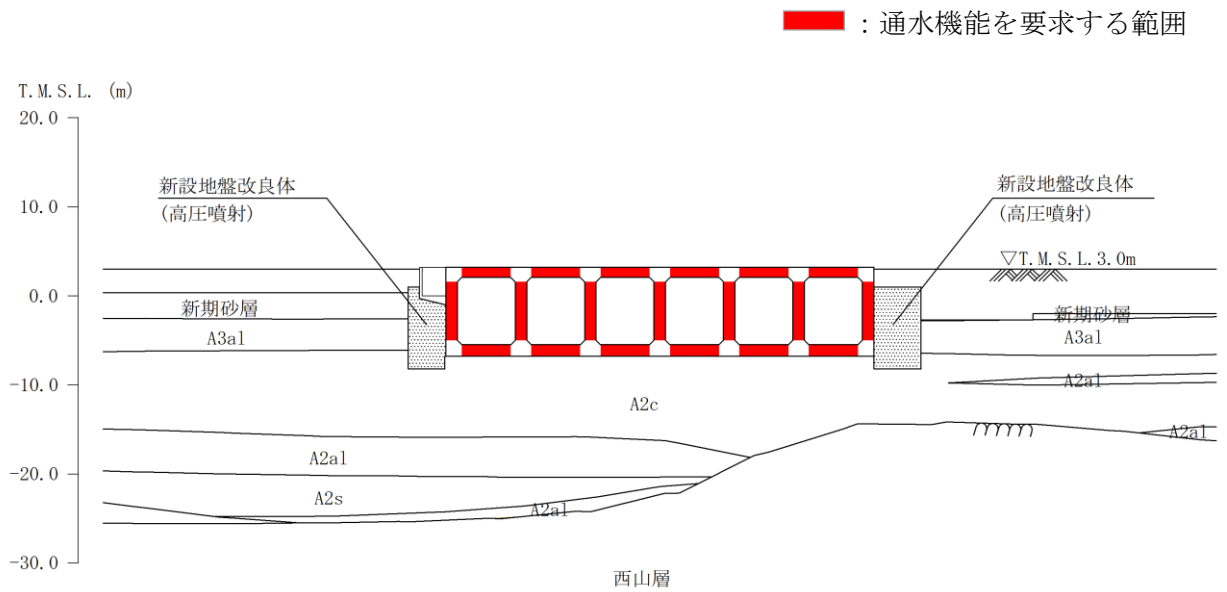 ：通水機能を要求する範囲
T.M.S.L. (m)
20.0
新設地盤改良体
(高圧噴射)
新設地盤改良体
(高圧噴射)
10.0
▽T.M.S.L.3.0m
0.0
新期砂層
新期砂層
A3al
A3al
A2al
-10.0
A2c
A2al
A2al
-20.0
A2s
A2al
-30.0
西山層